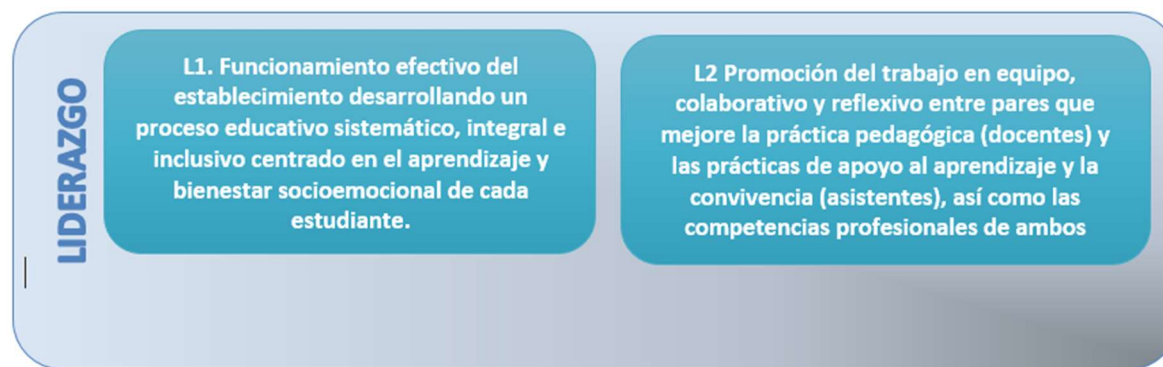 LIDERAZGO
L1. Funcionamiento efectivo del
establecimiento desarrollando un
proceso educativo sistemático, integral e
inclusivo centrado en el aprendizaje y
bienestar socioemocional de cada
estudiante.
L2 Promoción del trabajo en equipo,
colaborativo y reflexivo entre pares que
mejore la práctica pedagógica (docentes) y
las prácticas de apoyo al aprendizaje y la
convivencia (asistentes), así como las
competencias profesionales de ambos